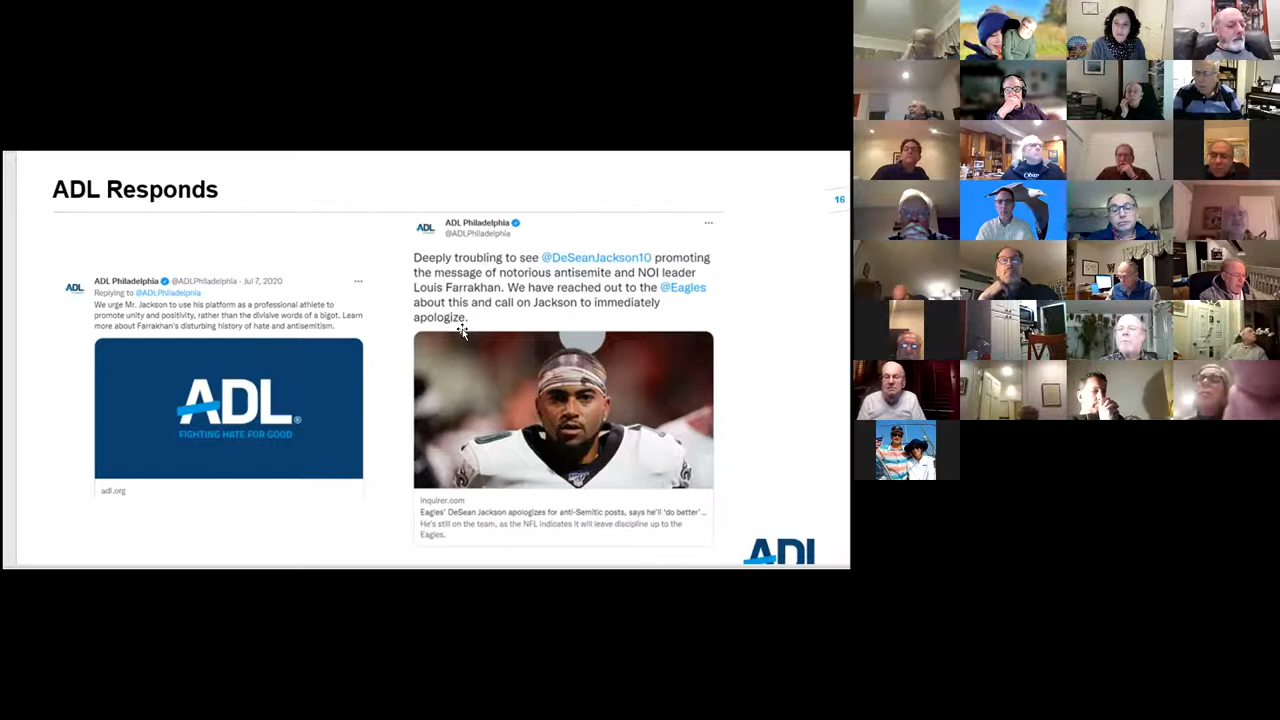 ADL Responds
16
ADL Philadelphia @ADLPhiladelphia - Jul 7, 2020
Replying to @ADLPhiladelphia
We urge Mr. Jackson to use his platform as a professional athlete to
promote unity and positivity, rather than the divisive words of a bigot. Learn
more about Farrakhan's disturbing history of hate and antisemitism.
ADL®
FIGHTING HATE FOR GOOD
adl.org
ADL
ADL Philadelphia
@ADLPhiladelphia
Deeply troubling to see @DeSeanJackson10 promoting
the message of notorious antisemite and NOI leader
Louis Farrakhan. We have reached out to the @Eagles
about this and call on Jackson to immediately
apologize.
inquirer.com
Eagles' DeSean Jackson apologizes for anti-Semitic posts, says he'll 'do better'...
He's still on the team, as the NFL indicates it will leave discipline up to the
Eagles.
ADL